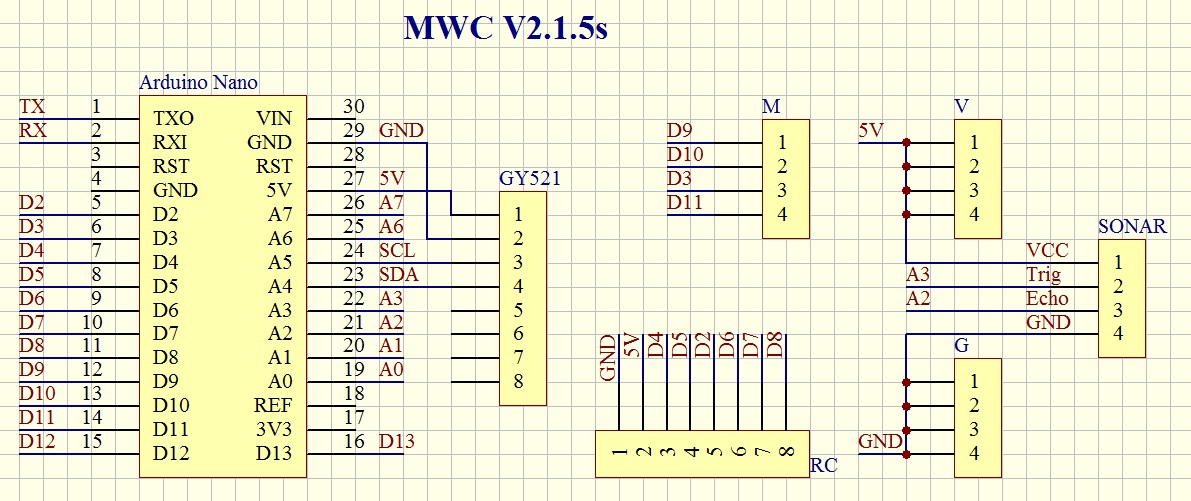 MWC V2.1.5s
Arduino Nano
TX 1 TXO VIN 30
RX 2 RXI GND 29 GND
3 RST RST 28
4 GND 5V 27 5V
D2 5 D2 A7 26 A7
D3 6 D3 A6 25 A6
D4 7 D4 A5 24 SCL
D5 8 D5 A4 23 SDA
D6 9 D6 A3 22 A3
D7 10 D7 A2 21 A2
D8 11 D8 A1 20 A1
D9 12 D9 A0 19 A0
D10 13 D10 REF 18
D11 14 D11 3V3 17
D12 15 D12 D13 16 D13
GY521
1
2
3
4
5
6
7
8
M
D9 1
D10 2
D3 3
D11 4
V
5V 1
2
3
4
SONAR
VCC 1
A3 Trig 2
A2 Echo 3
GND 4
G
1
2
3
GND 4
GND 5V D4 D5 D2 D6 D7 D8
1 2 3 4 5 6 7 8
RC